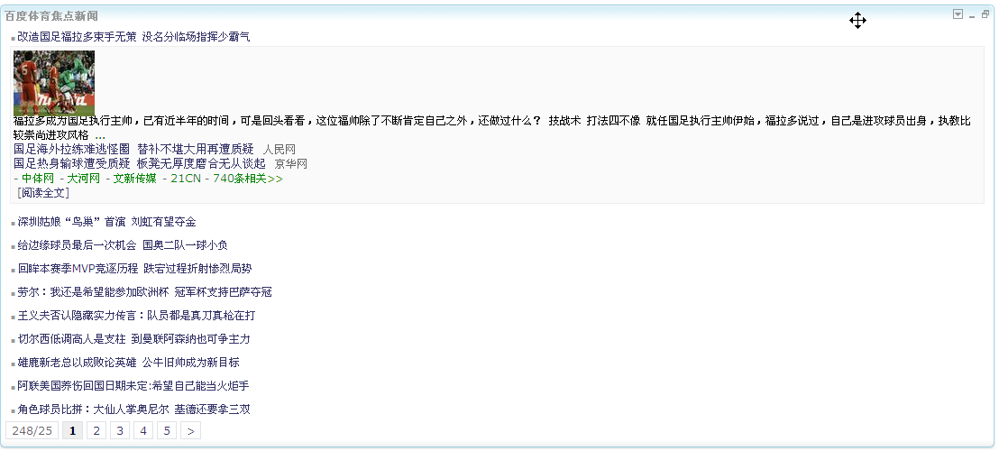 百度体育焦点新闻
改造国足福拉多束手无策 没名分临场指挥少霸气
福拉多成为国足执行主帅，已有近半年的时间，可是回头看看，这位福帅除了不断肯定自己之外，还做过什么？ 技战术 打法四不像 就任国足执行主帅伊始，福拉多说过，自己是进攻球员出身，执教比
较崇尚进攻风格 ...
国足海外拉练难逃怪圈 替补不堪大用再遭质疑 人民网
国足热身输球遭受质疑 板凳无厚度磨合无从谈起 京华网
- 中体网 - 大河网 - 文新传媒 - 21CN - 740条相关>>
[阅读全文]
深圳姑娘“鸟巢”首演 刘虹有望夺金
给边缘球员最后一次机会 国奥二队一球小负
回眸本赛季MVP竞逐历程 跌宕过程折射惨烈局势
劳尔：我还是希望能参加欧洲杯 冠军杯支持巴萨夺冠
王义夫否认隐藏实力传言：队员都是真刀真枪在打
切尔西低调高人是支柱 到曼联阿森纳也可争主力
雄鹿新老总以成败论英雄 公牛旧帅成为新目标
阿联美国养伤回国日期未定:希望自己能当火炬手
角色球员比拼：大仙人掌奥尼尔 基德还要拿三双
248/25 1 2 3 4 5 >